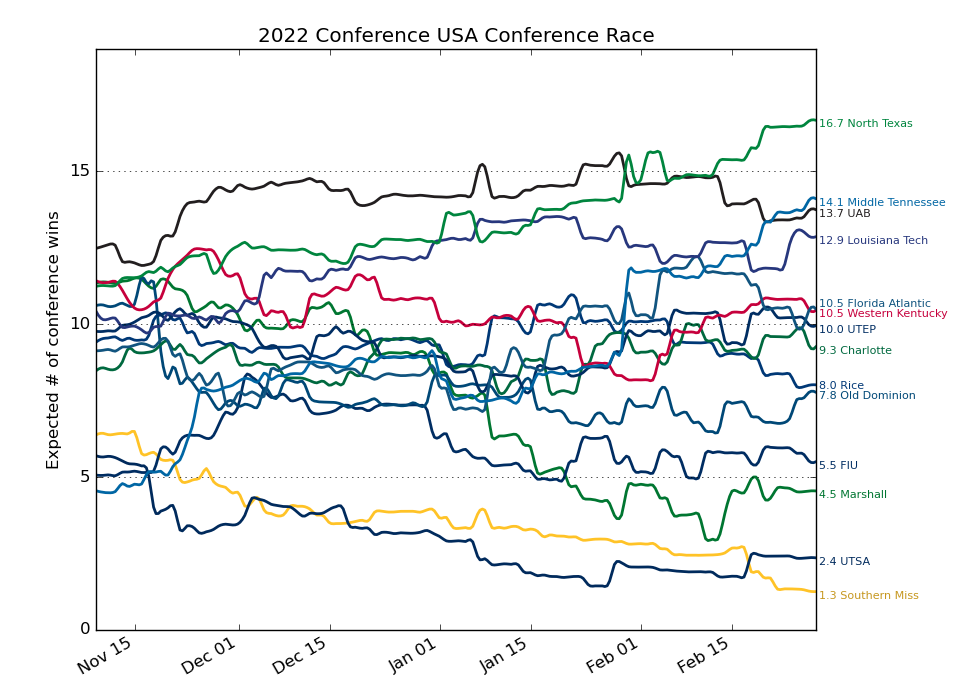 2022 Conference USA Conference Race
Expected # of conference wins
15
10
5
0
Nov 15
Dec 01
Dec 15
Jan 01
Jan 15
Feb 01
Feb 15
16.7 North Texas
14.1 Middle Tennessee
13.7 UAB
12.9 Louisiana Tech
10.5 Florida Atlantic
10.5 Western Kentucky
10.0 UTEP
9.3 Charlotte
8.0 Rice
7.8 Old Dominion
5.5 FIU
4.5 Marshall
2.4 UTSA
1.3 Southern Miss